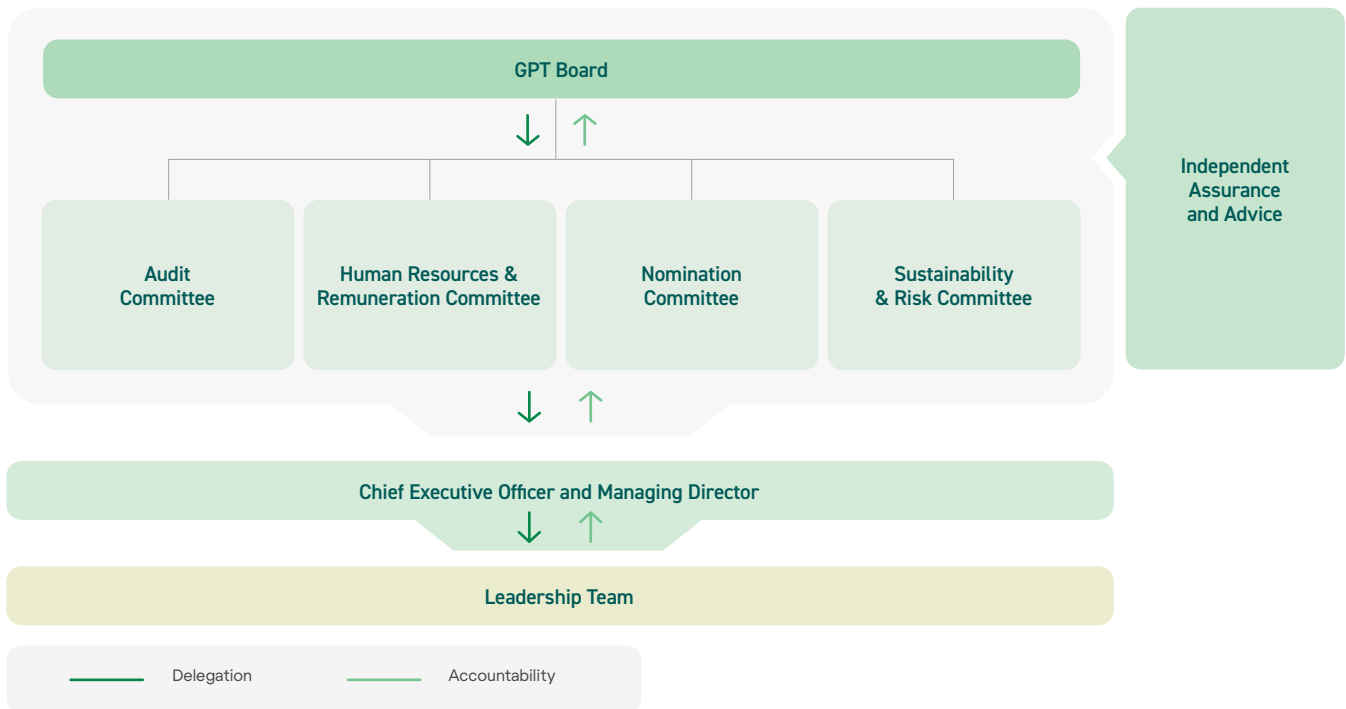 GPT Board
Independent
Assurance
and Advice
Audit
Committee
Human Resources &
Remuneration Committee
Nomination
Committee
Sustainability
& Risk Committee
Chief Executive Officer and Managing Director
Leadership Team
Delegation
Accountability